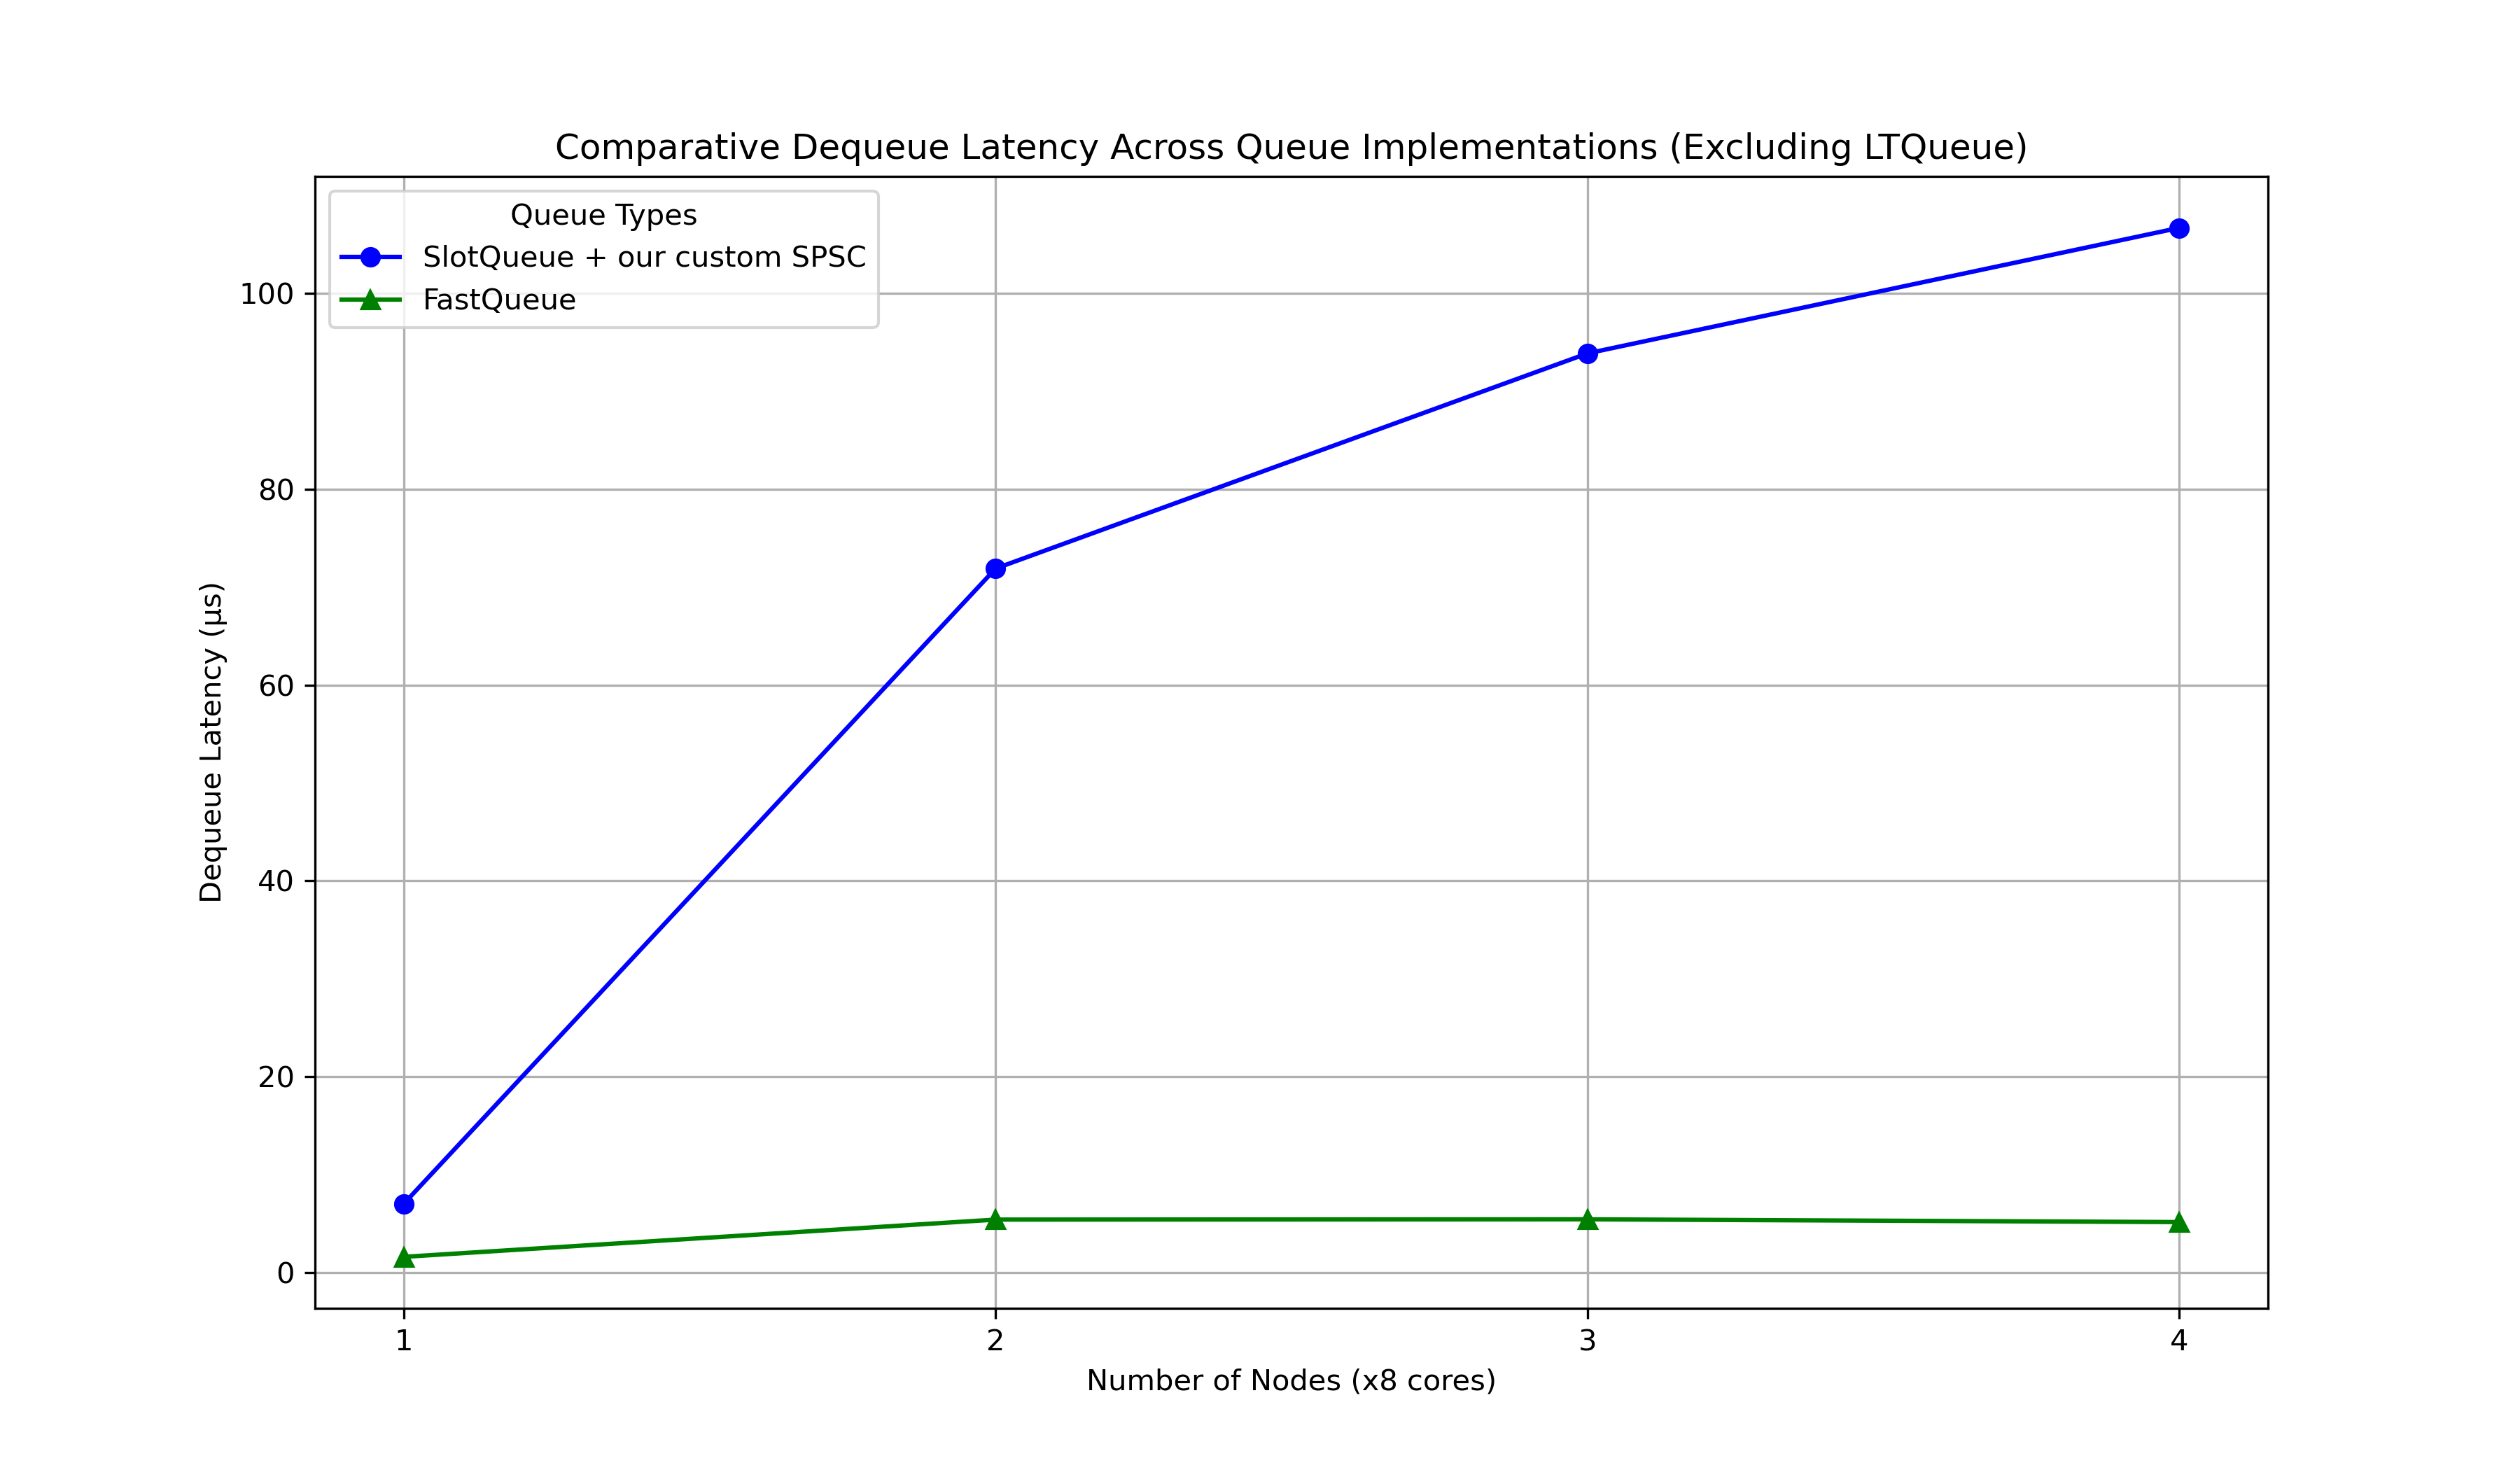 Comparative Dequeue Latency Across Queue Implementations (Excluding LTQueue)
Queue Types
SlotQueue + our custom SPSC
FastQueue
Dequeue Latency (µs)
100
80
60
40
20
0
1 2 3 4
Number of Nodes (x8 cores)